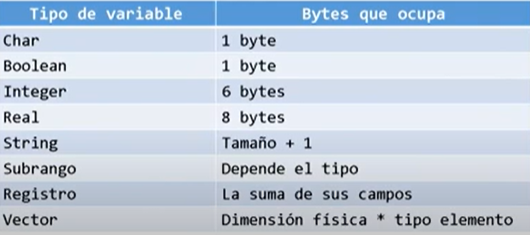 Tipo de variable Bytes que ocupa
Char 1 byte
Boolean 1 byte
Integer 6 bytes
Real 8 bytes
String Tamaño + 1
Subrango Depende el tipo
Registro La suma de sus campos
Vector Dimensión física * tipo elemento